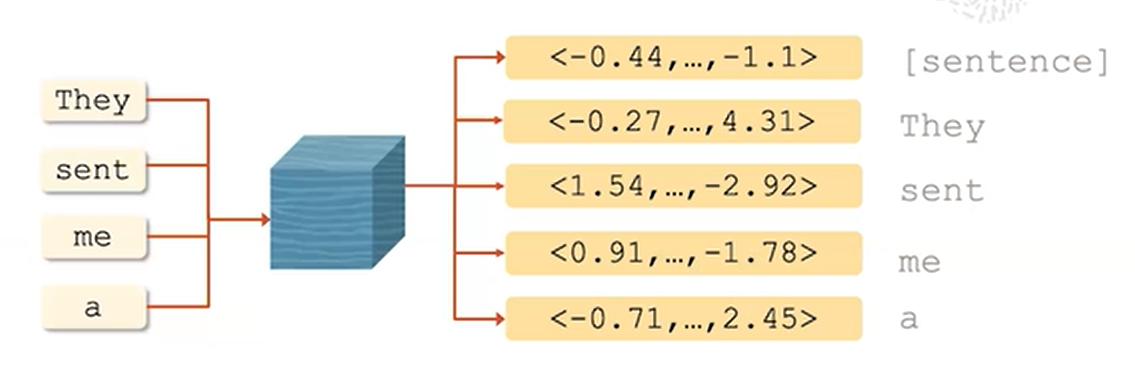 They
sent
me
a
<-0.44,…,-1.1> [sentence]
<-0.27,…,4.31> They
<1.54,…,-2.92> sent
<0.91,…,-1.78> me
<-0.71,…,2.45> a